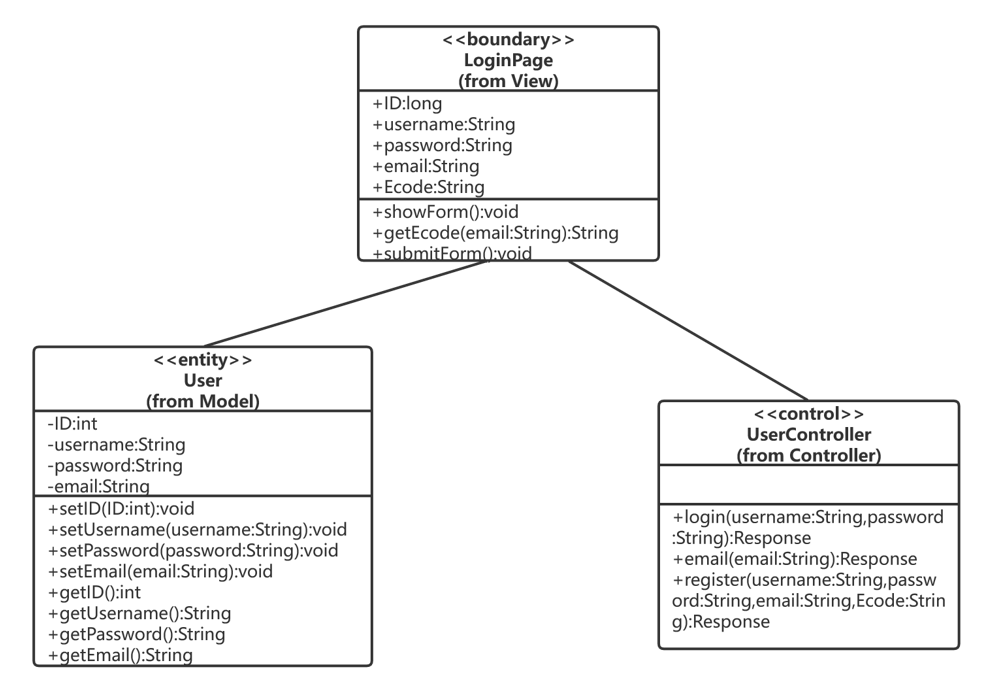 <<boundary>>
LoginPage
(from View)
+ID:long
+username:String
+password:String
+email:String
+Ecode:String
+showForm():void
+getEcode(email:String):String
+submitForm():void
<<entity>>
User
(from Model)
-ID:int
-username:String
-password:String
-email:String
+setID(ID:int):void
+setUsername(username:String):void
+setPassword(password:String):void
+setEmail(email:String):void
+getID():int
+getUsername():String
+getPassword():String
+getEmail():String
<<control>>
UserController
(from Controller)
+login(username:String,password
:String):Response
+email(email:String):Response
+register(username:String,passw
ord:String,email:String,Ecode:Strin
g):Response